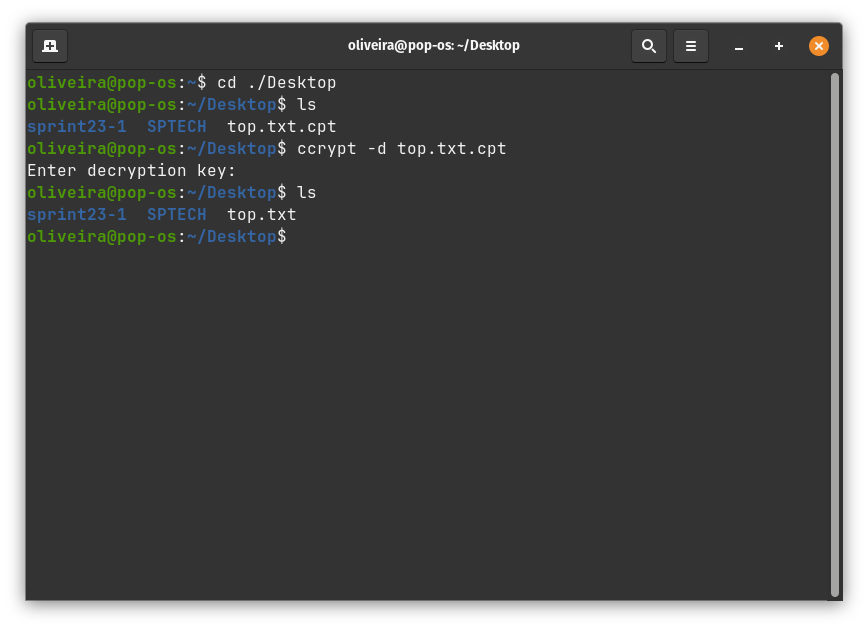 oliveira@pop-os: ~/Desktop
oliveira@pop-os:~$ cd ./Desktop
oliveira@pop-os:~/Desktop$ ls
sprint23-1  SPTECH  top.txt.cpt
oliveira@pop-os:~/Desktop$ ccrypt -d top.txt.cpt
Enter decryption key:
oliveira@pop-os:~/Desktop$ ls
sprint23-1  SPTECH  top.txt
oliveira@pop-os:~/Desktop$